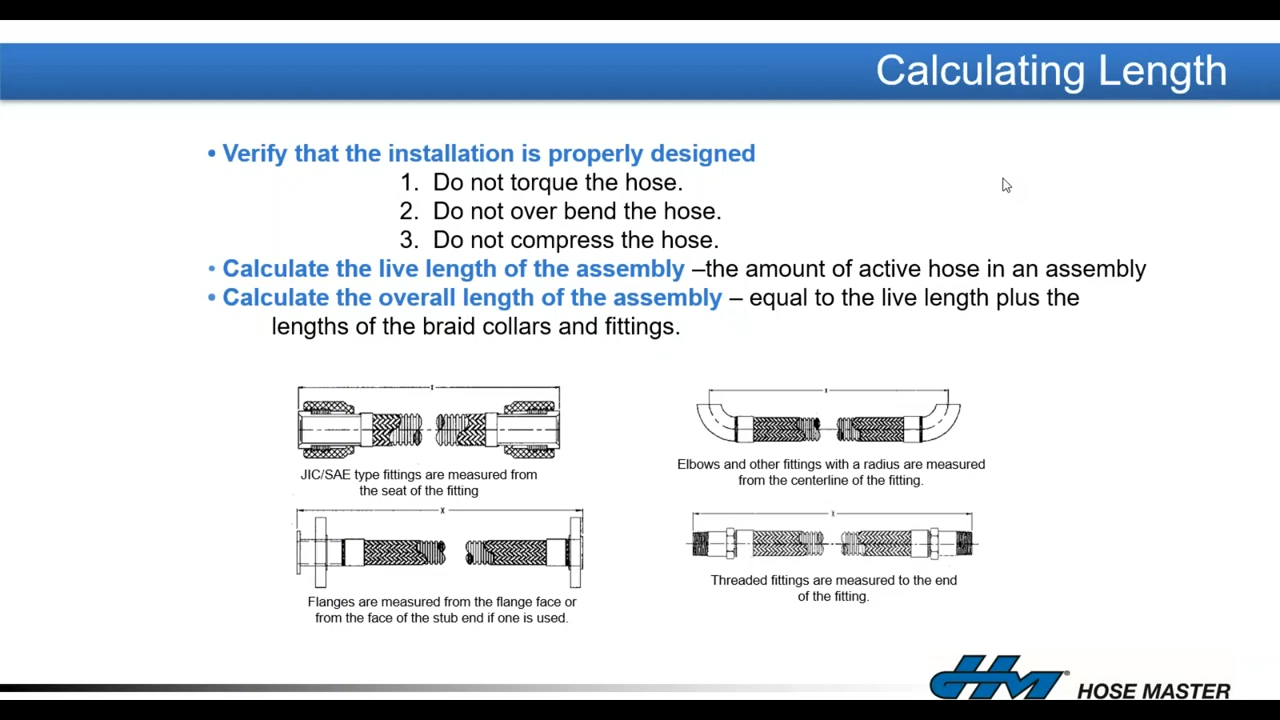 Calculating Length
• Verify that the installation is properly designed
1. Do not torque the hose.
2. Do not over bend the hose.
3. Do not compress the hose.
• Calculate the live length of the assembly –the amount of active hose in an assembly
• Calculate the overall length of the assembly – equal to the live length plus the
lengths of the braid collars and fittings.
X
JIC/SAE type fittings are measured from
the seat of the fitting
X
Elbows and other fittings with a radius are measured
from the centerline of the fitting.
X
Flanges are measured from the flange face or
from the face of the stub end if one is used.
X
Threaded fittings are measured to the end
of the fitting.
HM® HOSE MASTER